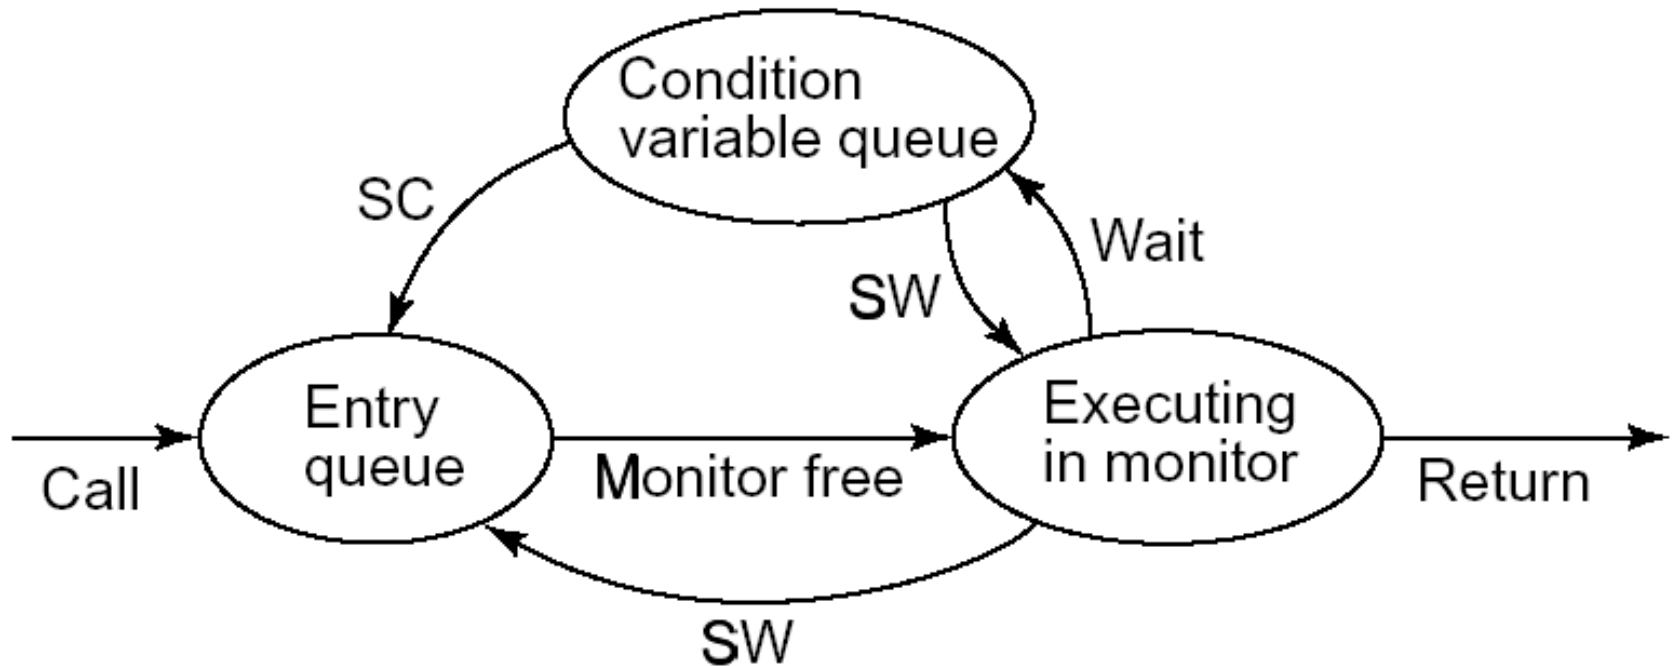 Condition
variable queue
SC
Wait
SW
Entry
queue
Executing
in monitor
Call
Monitor free
Return
SW